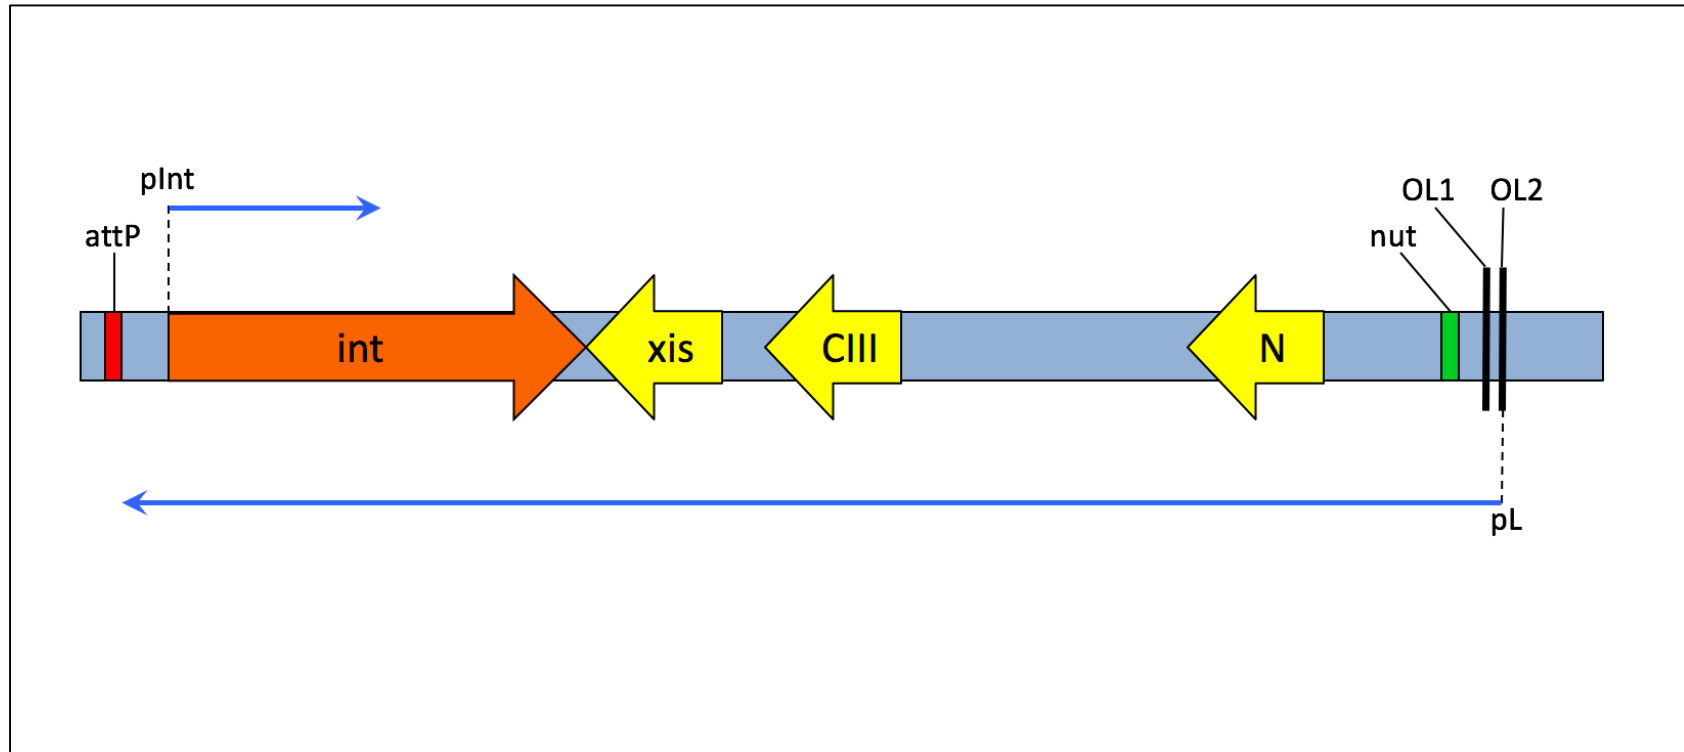 pInt
attP
OL1
OL2
nut
int
xis
CIII
N
pL